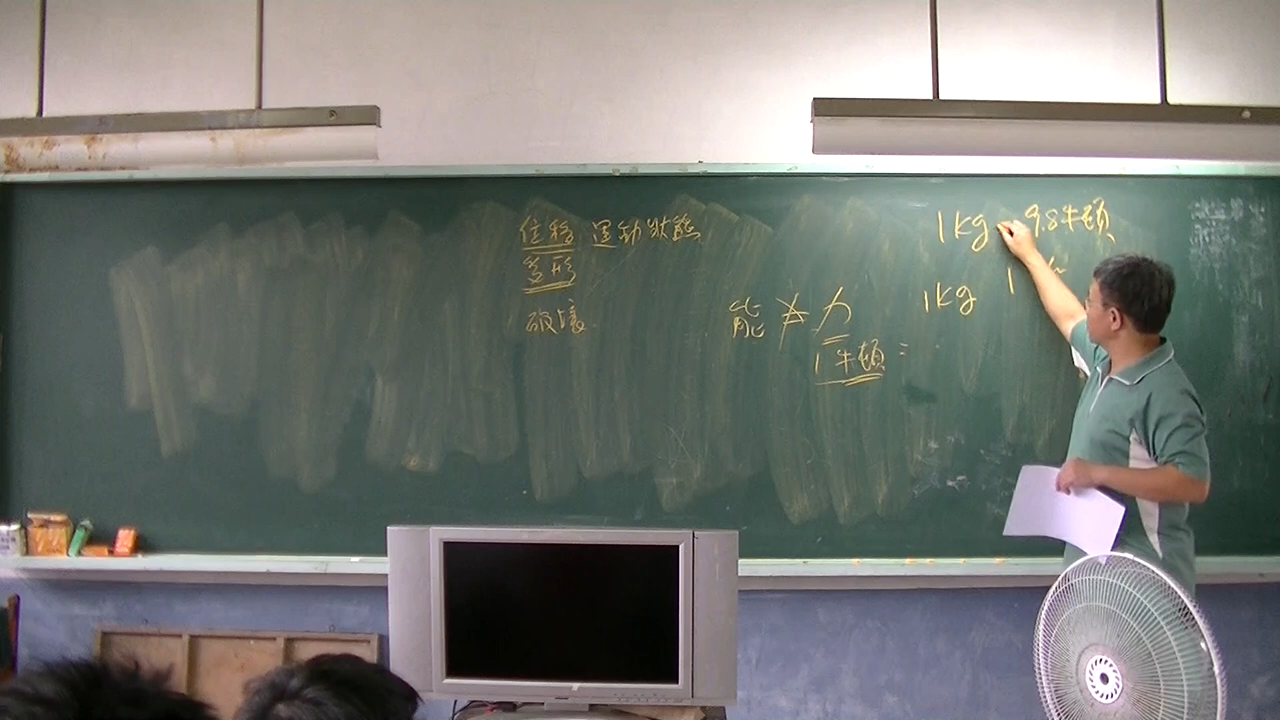 位移 運動狀態
變形
破壞
能 ≠ 力
1 牛頓 =
1kg 9.8牛頓
1kg 1